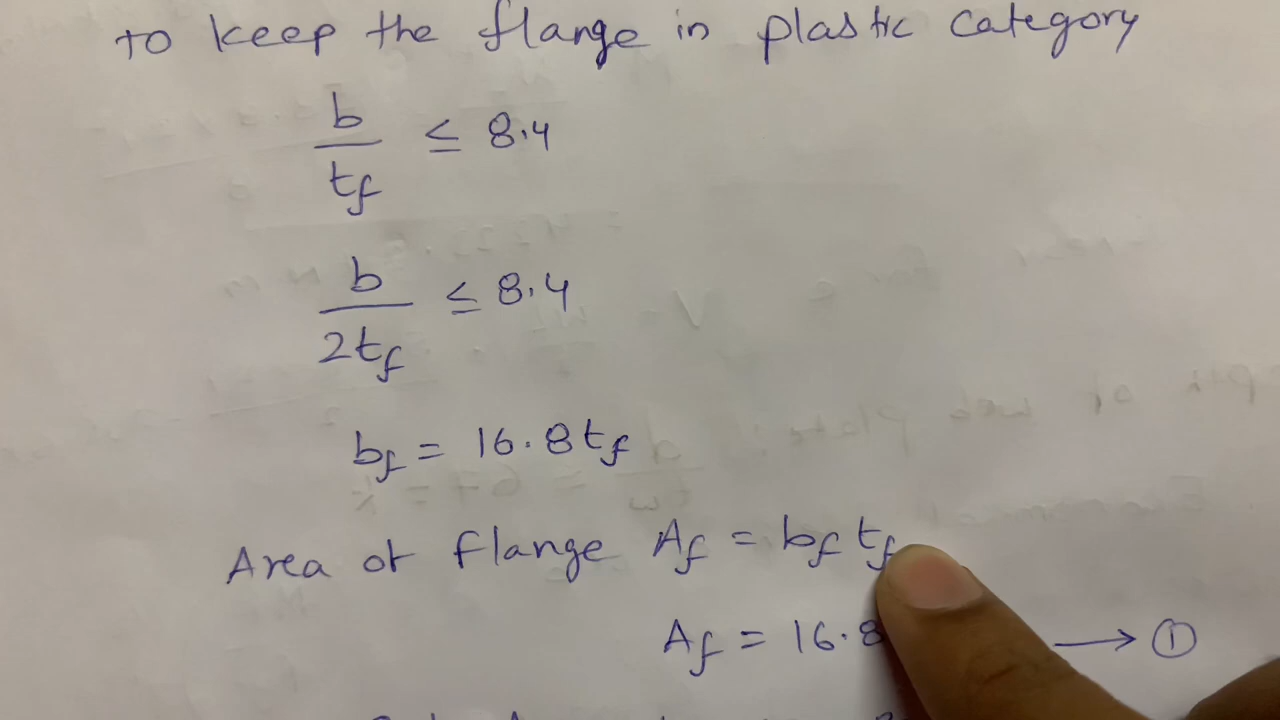 to keep the flange in plastic category
b/tf ≤ 8.4
b/2tf ≤ 8.4
bf = 16.8tf
Area of flange Af = bf tf
Af = 16.8 → ①